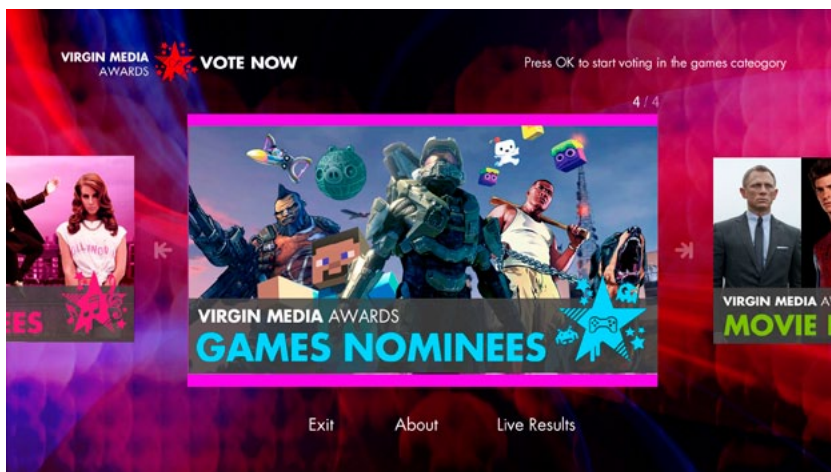 VIRGIN MEDIA
AWARDS
VOTE NOW
Press OK to start voting in the games cateogory
4 / 4
EES
VIRGIN MEDIA AWARDS
GAMES NOMINEES
VIRGIN MEDIA A
MOVIE
Exit
About
Live Results